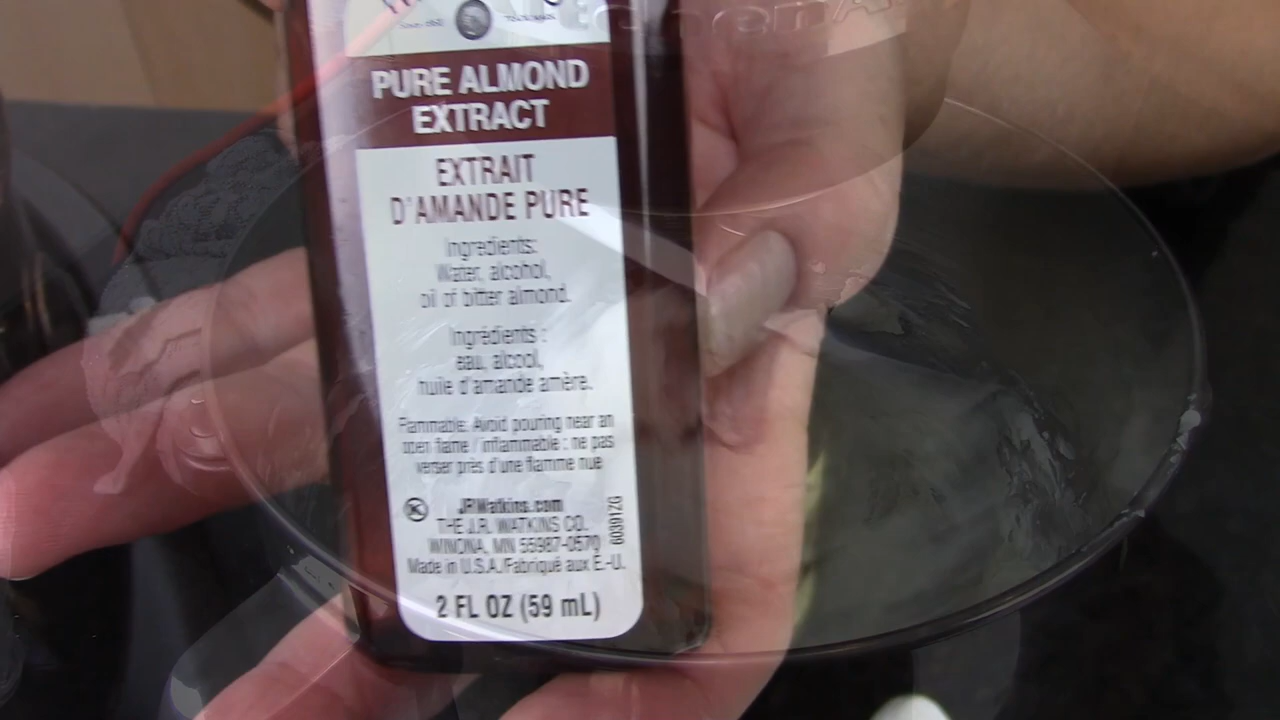 PURE ALMOND
EXTRACT
EXTRAIT
D'AMANDE PURE
Ingredients:
Water, alcohol,
oil of bitter almond.
Ingrédients :
eau, alcool,
huile d'amande amère.
Flammable. Avoid pouring near an
open flame / inflammable : ne pas
verser près d'une flamme nue
K
JRWatkins.com
THE J.R. WATKINS CO.
WINONA, MN 55987-0570
Made in U.S.A./Fabriqué aux É.-U.
60391ZG
2 FL OZ (59 mL)